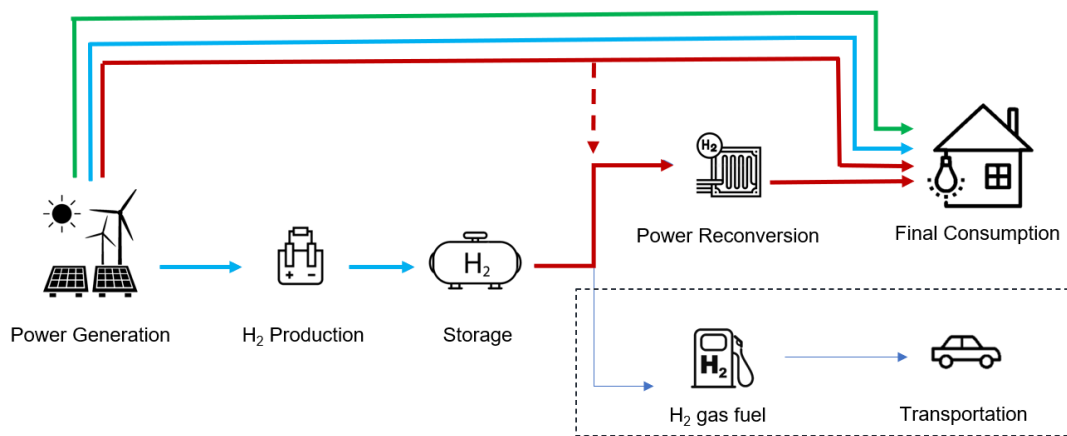 H2
Power Reconversion
Final Consumption
+ −
H2
Power Generation
H2 Production
Storage
H2
H2 gas fuel
Transportation